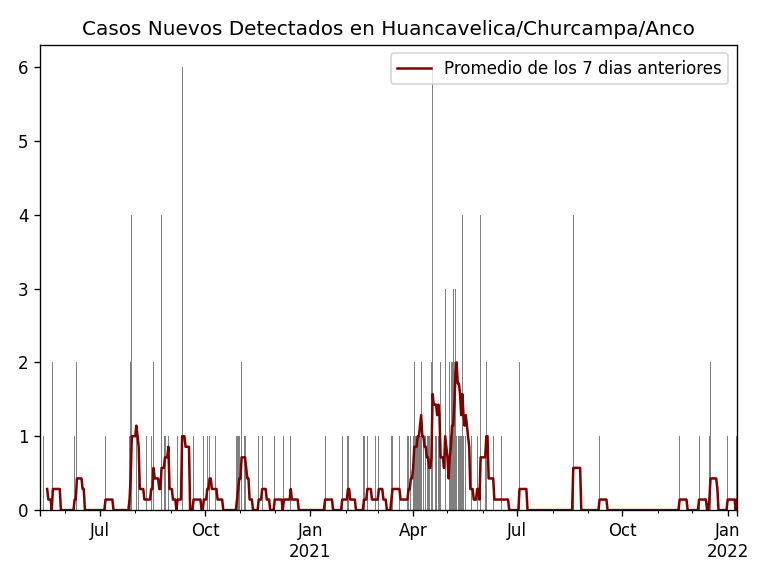 Casos Nuevos Detectados en Huancavelica/Churcampa/Anco
Promedio de los 7 dias anteriores
6
5
4
3
2
1
0
Jul
Oct
Jan
2021
Apr
Jul
Oct
Jan
2022